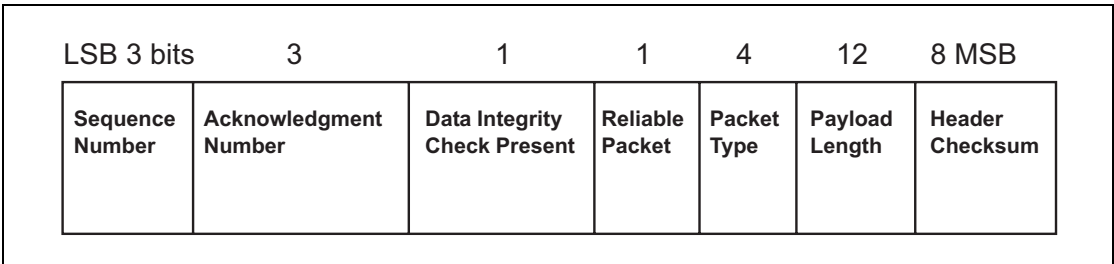 LSB 3 bits 3 1 1 4 12 8 MSB
Sequence Number
Acknowledgment Number
Data Integrity Check Present
Reliable Packet
Packet Type
Payload Length
Header Checksum